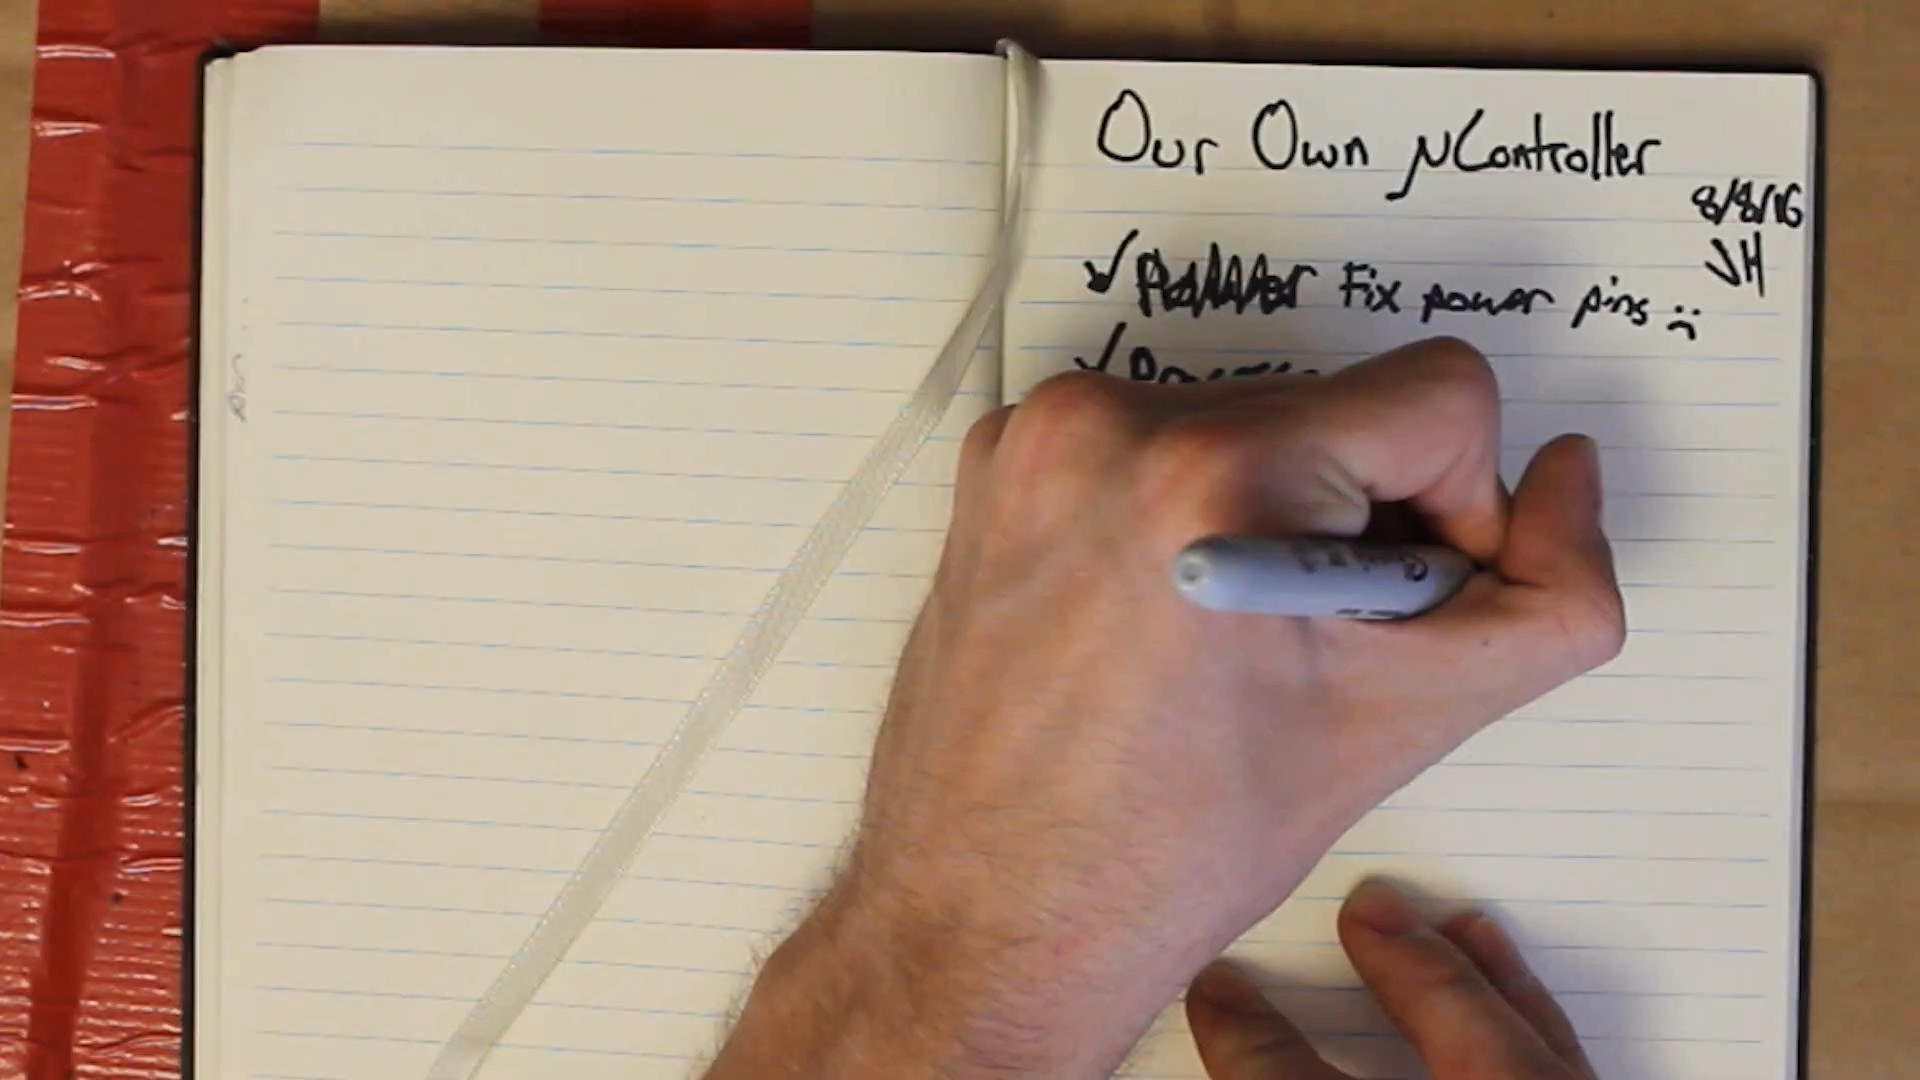 Our Own µController
8/8/16
JH
✓ Fix power pins :(
✓